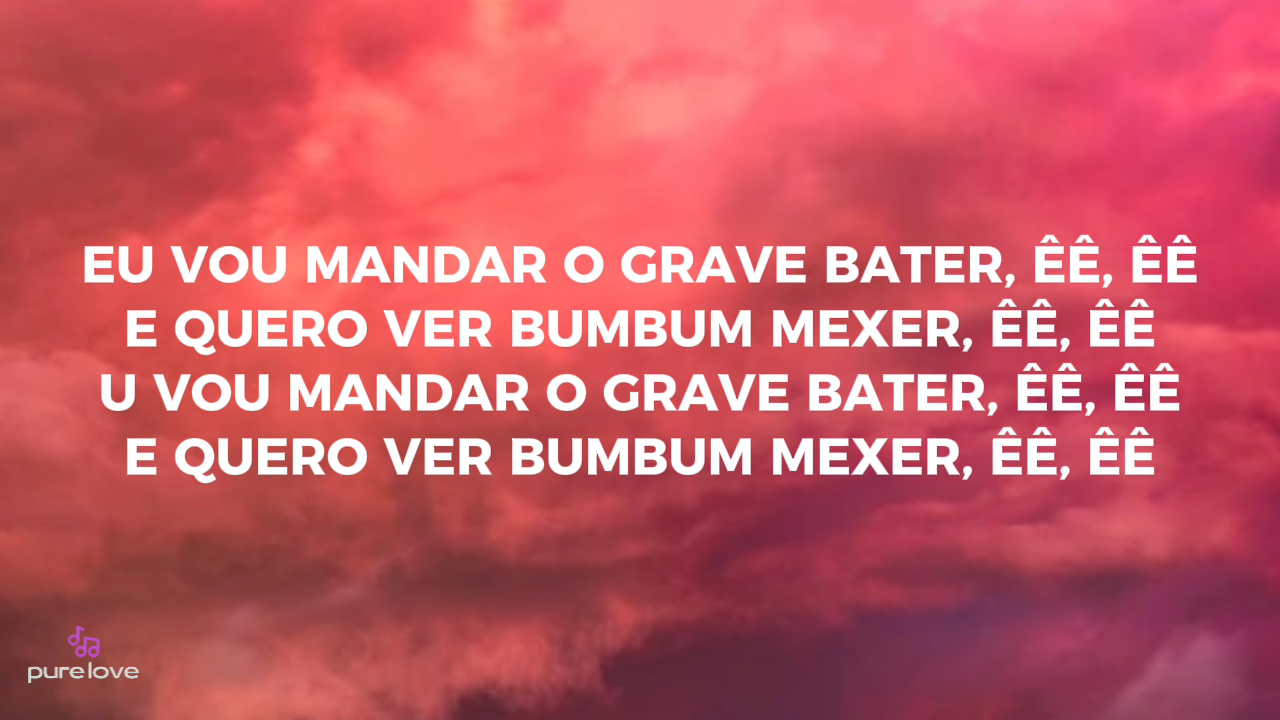 EU VOU MANDAR O GRAVE BATER, ÊÊ, ÊÊ
E QUERO VER BUMBUM MEXER, ÊÊ, ÊÊ
U VOU MANDAR O GRAVE BATER, ÊÊ, ÊÊ
E QUERO VER BUMBUM MEXER, ÊÊ, ÊÊ
pure love